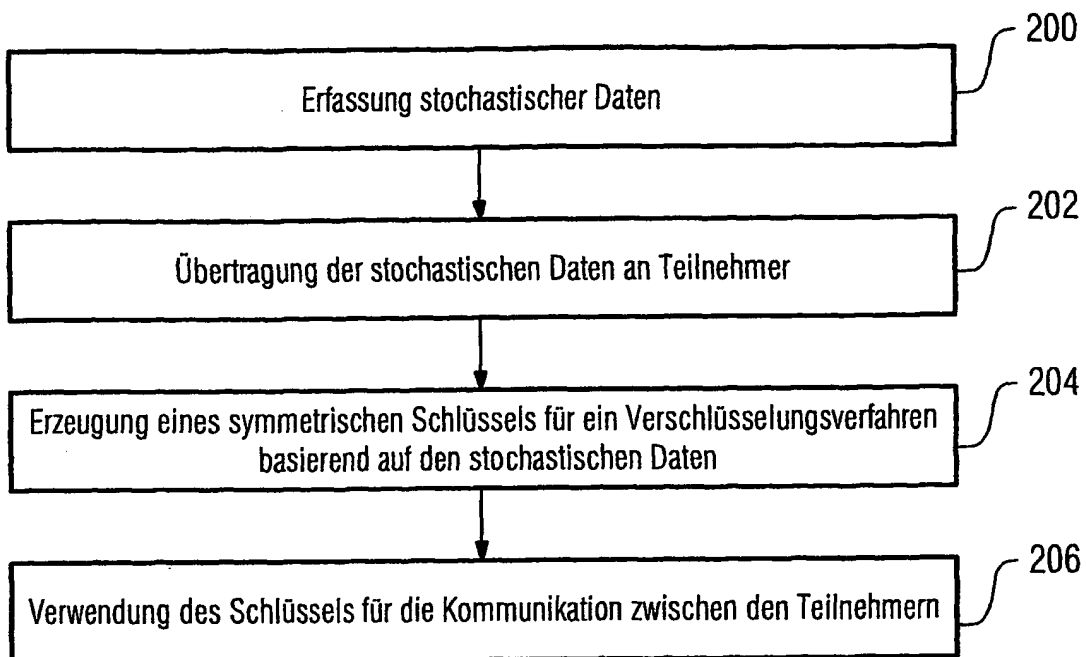 200
Erfassung stochastischer Daten
202
Übertragung der stochastischen Daten an Teilnehmer
204
Erzeugung eines symmetrischen Schlüssels für ein Verschlüsselungsverfahren
basierend auf den stochastischen Daten
206
Verwendung des Schlüssels für die Kommunikation zwischen den Teilnehmern